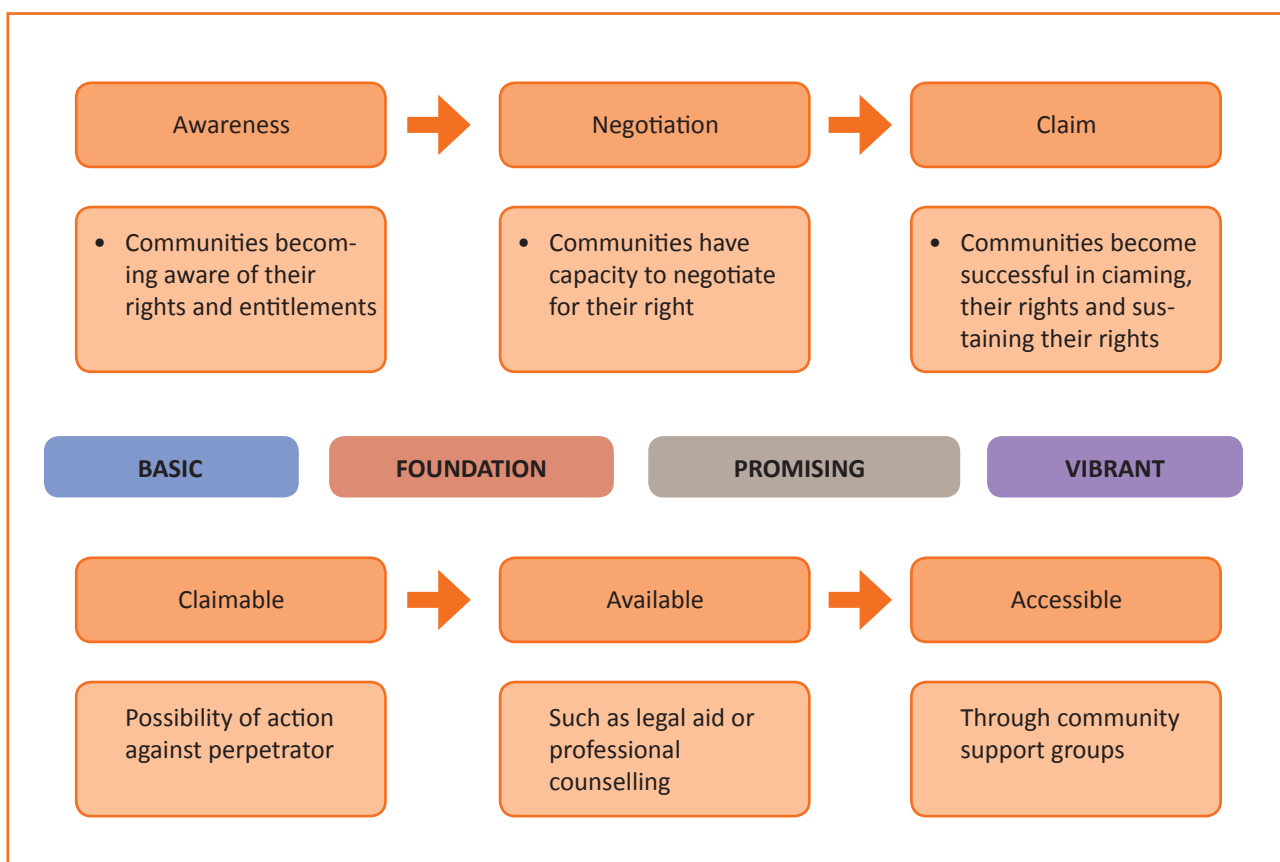 Awareness
Negotiation
Claim
• Communities becom-
ing aware of their
rights and entitlements
• Communities have
capacity to negotiate
for their right
• Communities become
successful in ciaming,
their rights and sus-
taining their rights
BASIC
FOUNDATION
PROMISING
VIBRANT
Claimable
Available
Accessible
Possibility of action
against perpetrator
Such as legal aid or
professional
counselling
Through community
support groups